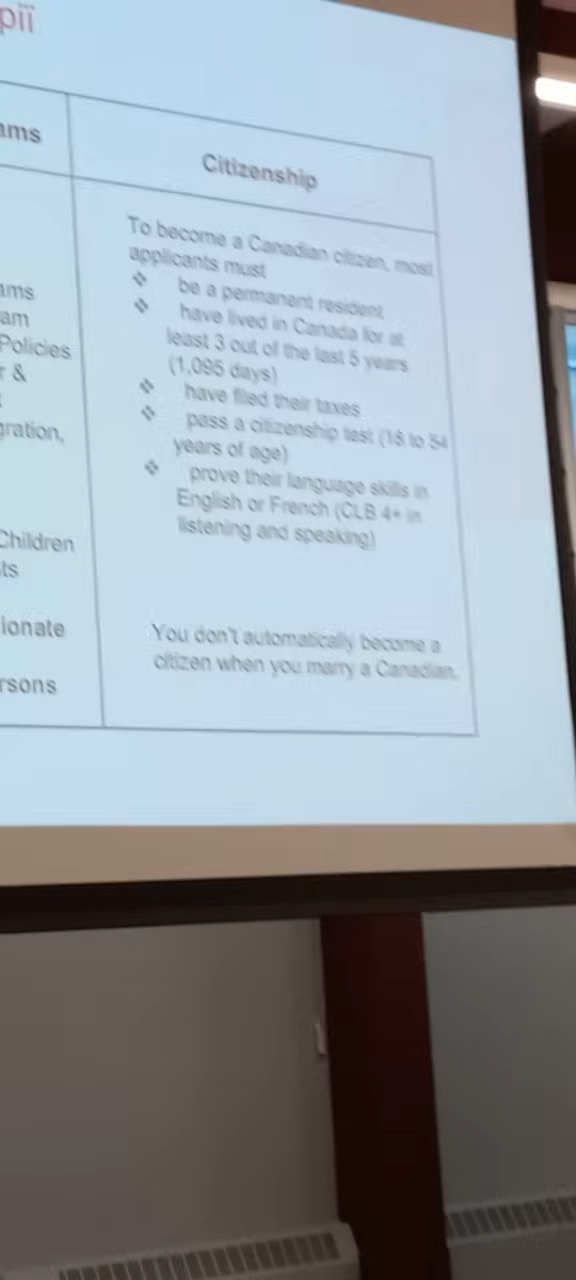 рії
ams
Citizenship
To become a Canadian citizen, most
applicants must
❖ be a permanent resident
❖ have lived in Canada for at
least 3 out of the last 5 years
(1,095 days)
❖ have filed their taxes
❖ pass a citizenship test (18 to 54
years of age)
❖ prove their language skills in
English or French (CLB 4+ in
listening and speaking)
You don't automatically become a
citizen when you marry a Canadian.
ams
am
Policies
r &
gration,
Children
ts
ionate
rsons